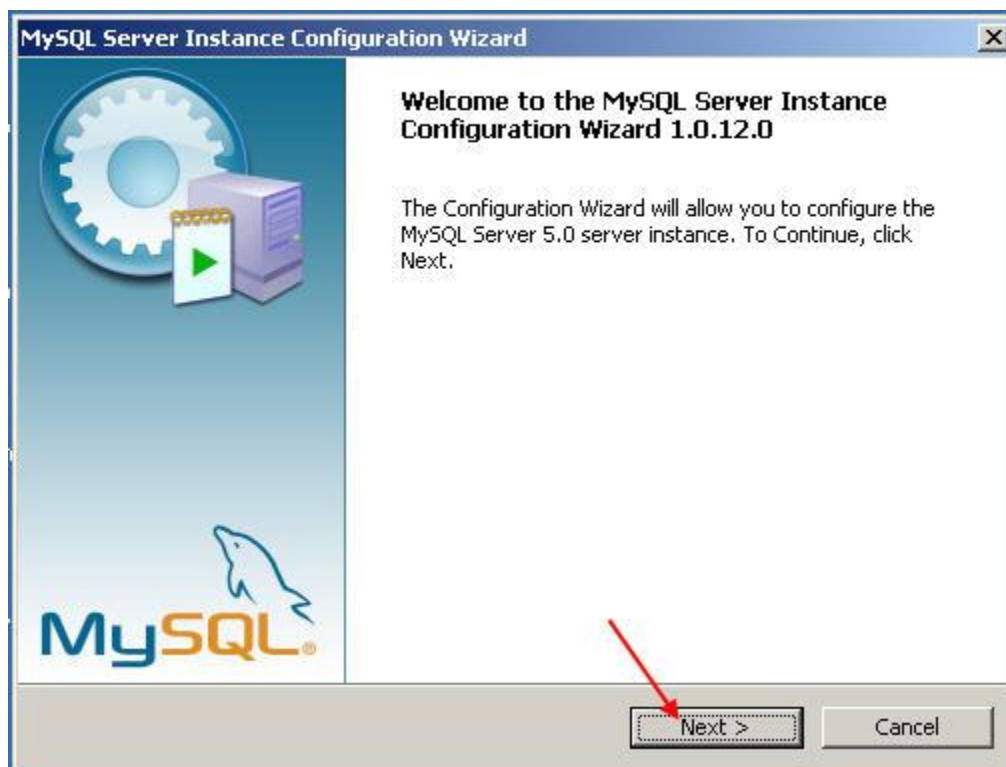 MySQL Server Instance Configuration Wizard
Welcome to the MySQL Server Instance
Configuration Wizard 1.0.12.0
The Configuration Wizard will allow you to configure the
MySQL Server 5.0 server instance. To Continue, click
Next.
MySQL®
Next >
Cancel